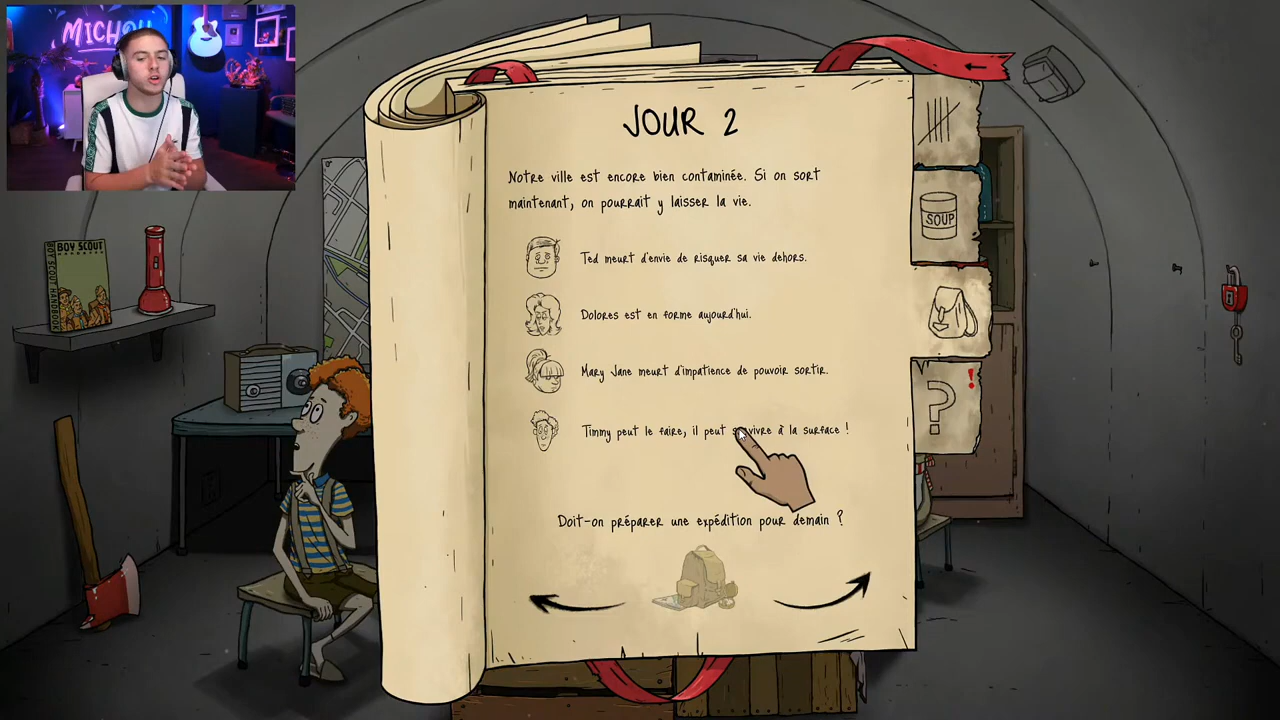 MICHOU
JOUR 2
Notre ville est encore bien contaminée. Si on sort
maintenant, on pourrait y laisser la vie.
Ted meurt d'envie de risquer sa vie dehors.
Dolores est en forme aujourd'hui.
Mary Jane meurt d'impatience de pouvoir sortir.
Timmy peut le faire, il peut survivre à la surface !
Doit-on préparer une expédition pour demain ?
SOUP
?
!
BOY SCOUT
BOY SCOUT HANDBOOK